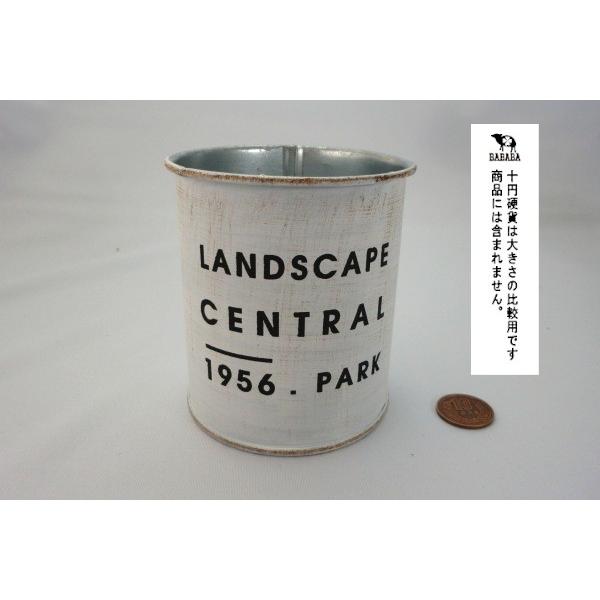 LANDSCAPE
CENTRAL
1956 . PARK
BABABA
十円硬貨は大きさの比較用です
商品には含まれません。
10